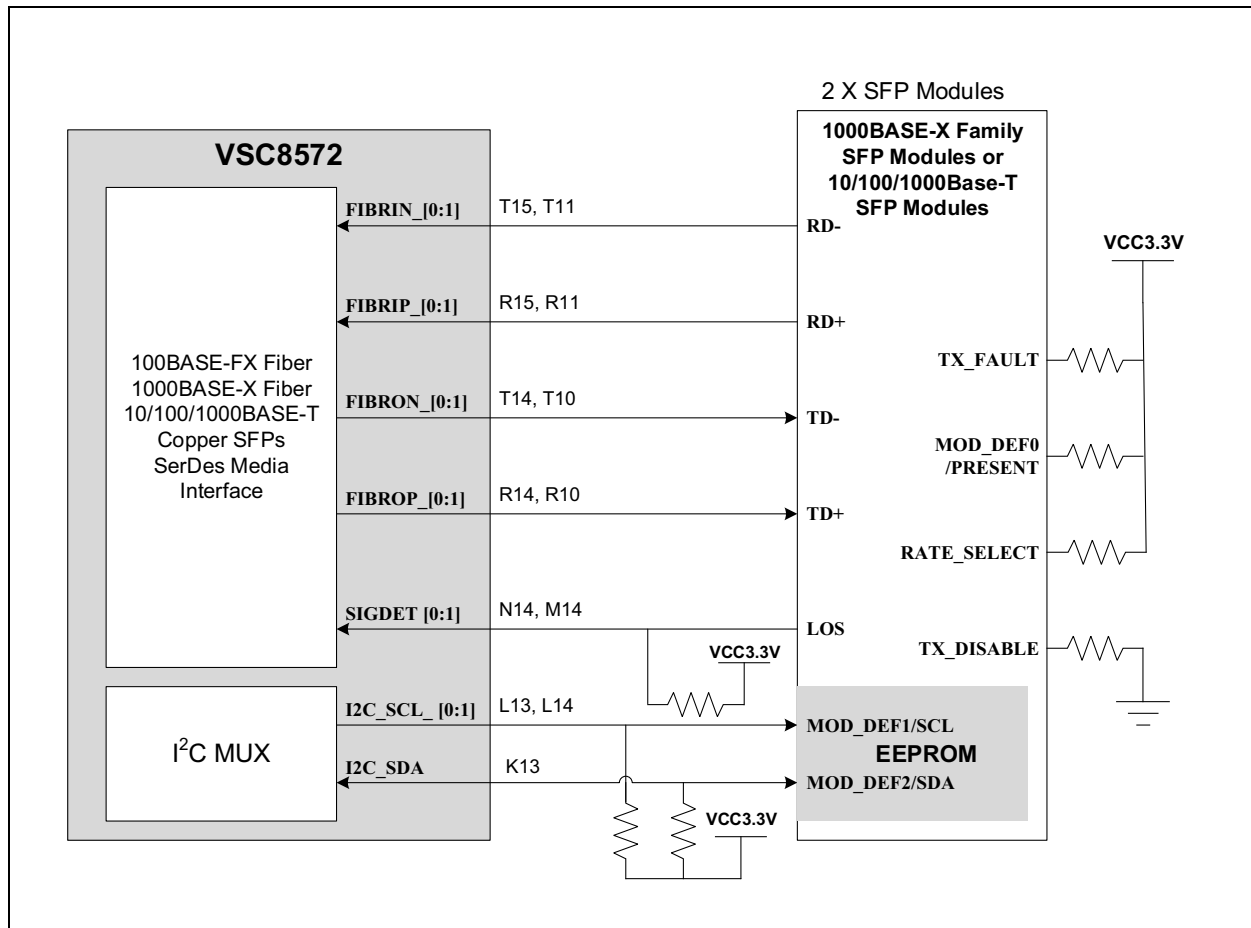 2 X SFP Modules
VSC8572
1000BASE-X Family
SFP Modules or
10/100/1000Base-T
SFP Modules
FIBRIN_[0:1]
T15, T11
RD-
VCC3.3V
FIBRIP_[0:1]
R15, R11
RD+
100BASE-FX Fiber
1000BASE-X Fiber
10/100/1000BASE-T
Copper SFPs
SerDes Media
Interface
TX_FAULT
FIBRON_[0:1]
T14, T10
TD-
MOD_DEF0
/PRESENT
FIBROP_[0:1]
R14, R10
TD+
RATE_SELECT
SIGDET [0:1]
N14, M14
LOS
TX_DISABLE
VCC3.3V
I2C_SCL_ [0:1]
L13, L14
MOD_DEF1/SCL
I²C MUX
EEPROM
I2C_SDA
K13
MOD_DEF2/SDA
VCC3.3V